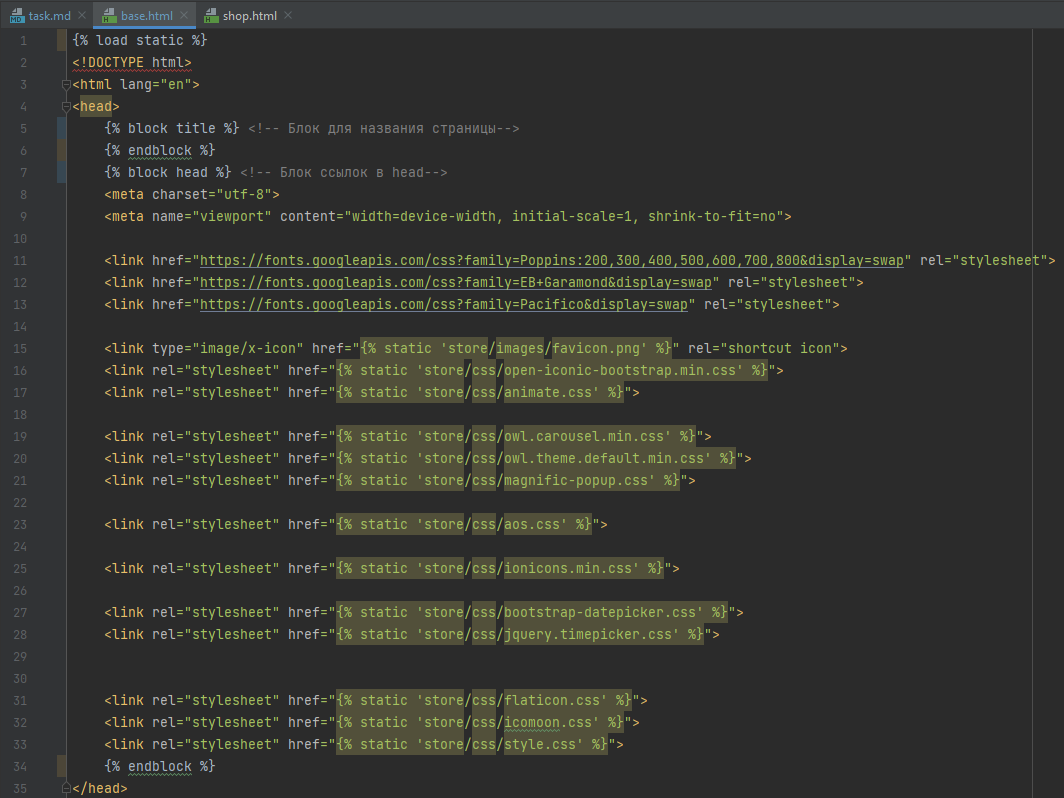 task.md
base.html
shop.html
1 {% load static %}
2 <!DOCTYPE html>
3 <html lang="en">
4 <head>
5 {% block title %} <!-- Блок для названия страницы-->
6 {% endblock %}
7 {% block head %} <!-- Блок ссылок в head-->
8 <meta charset="utf-8">
9 <meta name="viewport" content="width=device-width, initial-scale=1, shrink-to-fit=no">
10
11 <link href="https://fonts.googleapis.com/css?family=Poppins:200,300,400,500,600,700,800&display=swap" rel="stylesheet">
12 <link href="https://fonts.googleapis.com/css?family=EB+Garamond&display=swap" rel="stylesheet">
13 <link href="https://fonts.googleapis.com/css?family=Pacifico&display=swap" rel="stylesheet">
14
15 <link type="image/x-icon" href="{% static 'store/images/favicon.png' %}" rel="shortcut icon">
16 <link rel="stylesheet" href="{% static 'store/css/open-iconic-bootstrap.min.css' %}">
17 <link rel="stylesheet" href="{% static 'store/css/animate.css' %}">
18
19 <link rel="stylesheet" href="{% static 'store/css/owl.carousel.min.css' %}">
20 <link rel="stylesheet" href="{% static 'store/css/owl.theme.default.min.css' %}">
21 <link rel="stylesheet" href="{% static 'store/css/magnific-popup.css' %}">
22
23 <link rel="stylesheet" href="{% static 'store/css/aos.css' %}">
24
25 <link rel="stylesheet" href="{% static 'store/css/ionicons.min.css' %}">
26
27 <link rel="stylesheet" href="{% static 'store/css/bootstrap-datepicker.css' %}">
28 <link rel="stylesheet" href="{% static 'store/css/jquery.timepicker.css' %}">
29
30
31 <link rel="stylesheet" href="{% static 'store/css/flaticon.css' %}">
32 <link rel="stylesheet" href="{% static 'store/css/icomoon.css' %}">
33 <link rel="stylesheet" href="{% static 'store/css/style.css' %}">
34 {% endblock %}
35 </head>